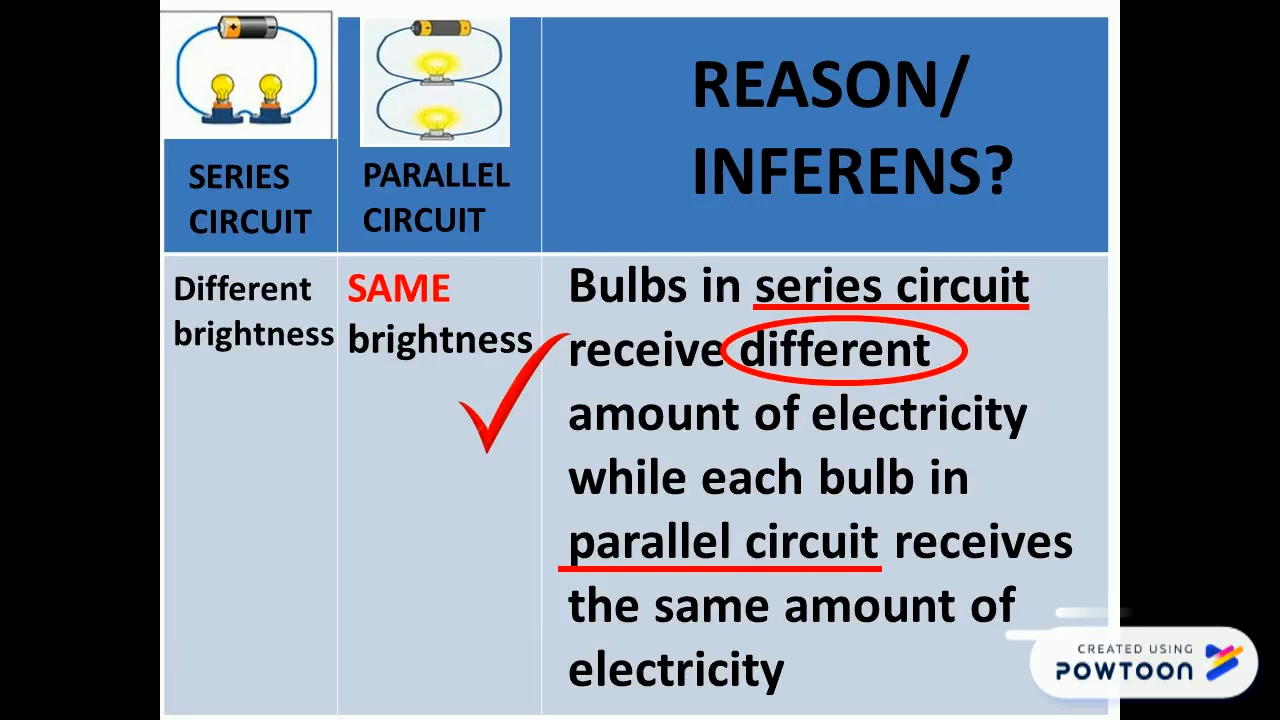 SERIES
CIRCUIT
PARALLEL
CIRCUIT
REASON/
INFERENS?
Different
brightness
SAME
brightness
Bulbs in series circuit
receive different
amount of electricity
while each bulb in
parallel circuit receives
the same amount of
electricity
CREATED USING
POWTOON